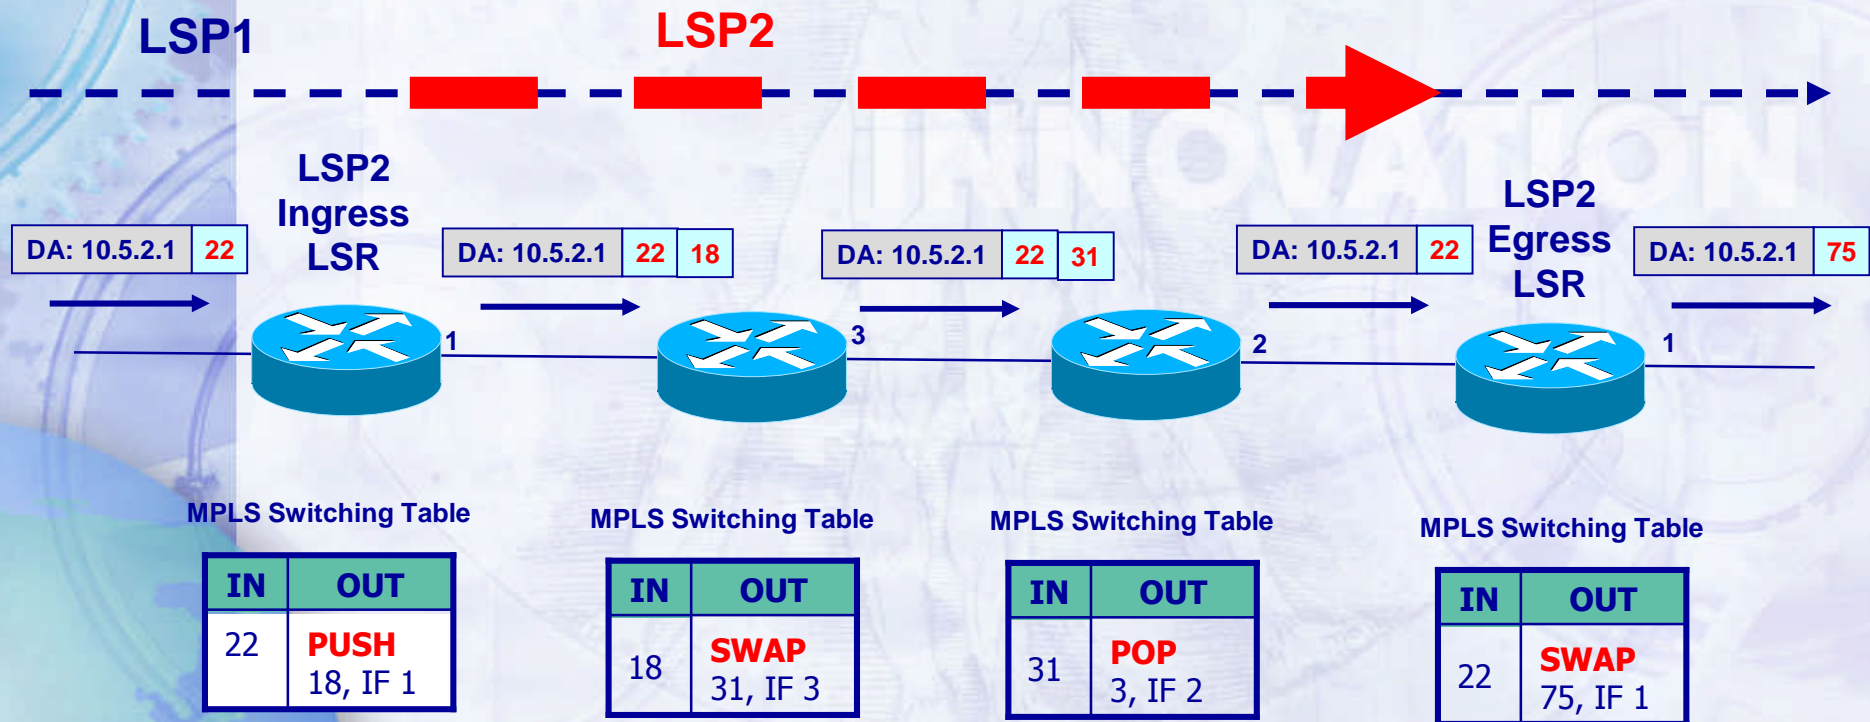 LSP1
LSP2
INNOVATION
LSP2
Ingress
LSR
LSP2
Egress
LSR
DA: 10.5.2.1 22
DA: 10.5.2.1 22 18
DA: 10.5.2.1 22 31
DA: 10.5.2.1 22
DA: 10.5.2.1 75
1
3
2
1
MPLS Switching Table
IN OUT
22 PUSH
18, IF 1
MPLS Switching Table
IN OUT
18 SWAP
31, IF 3
MPLS Switching Table
IN OUT
31 POP
3, IF 2
MPLS Switching Table
IN OUT
22 SWAP
75, IF 1